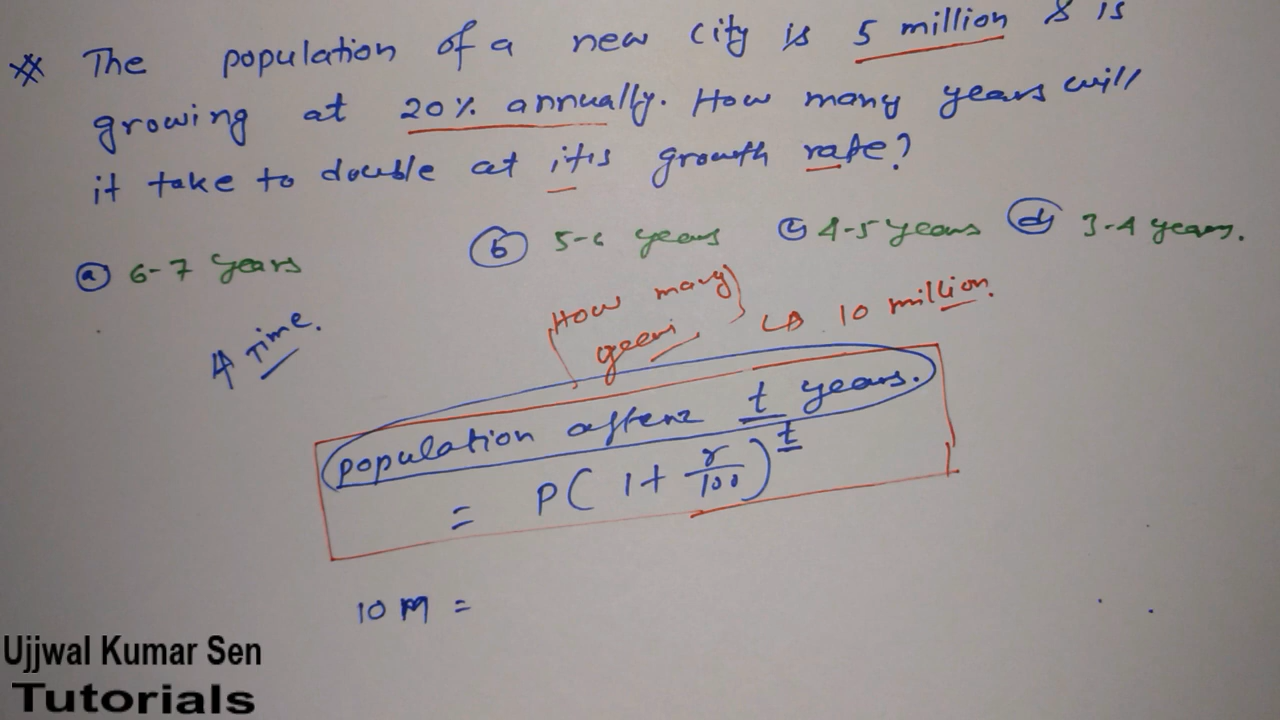 The population of a new city is 5 million & is
growing at 20% annually. How many years will
it take to double at it's growth rate?
(a) 6-7 years (b) 5-6 years (c) 4-5 years (d) 3-4 years.
How many
years
↳ 10 million.
Time.
population after t years.
= P(1 + r/100)^t
10 M =
Ujjwal Kumar Sen
Tutorials